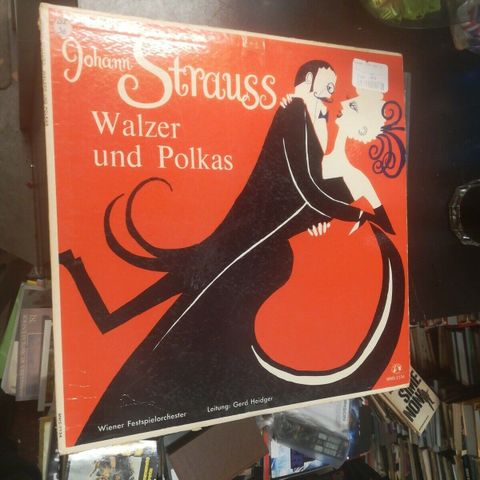 Johann Strauss
Walzer
und Polkas
Wiener Festspielorchester Leitung: Gerd Heidger